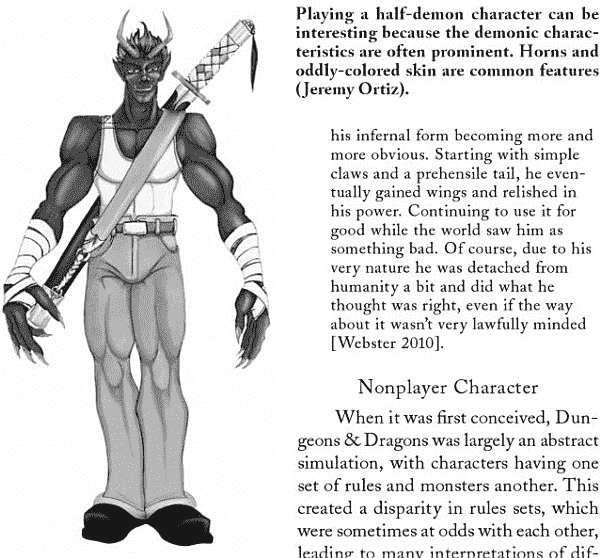 Playing a half-demon character can be
interesting because the demonic charac-
teristics are often prominent. Horns and
oddly-colored skin are common features
(Jeremy Ortiz).
his infernal form becoming more and
more obvious. Starting with simple
claws and a prehensile tail, he even-
tually gained wings and relished in
his power. Continuing to use it for
good while the world saw him as
something bad. Of course, due to his
very nature he was detached from
humanity a bit and did what he
thought was right, even if the way
about it wasn’t very lawfully minded
[Webster 2010].
Nonplayer Character
When it was first conceived, Dun-
geons & Dragons was largely an abstract
simulation, with characters having one
set of rules and monsters another. This
created a disparity in rules sets, which
were sometimes at odds with each other,
leading to many interpretations of dif-